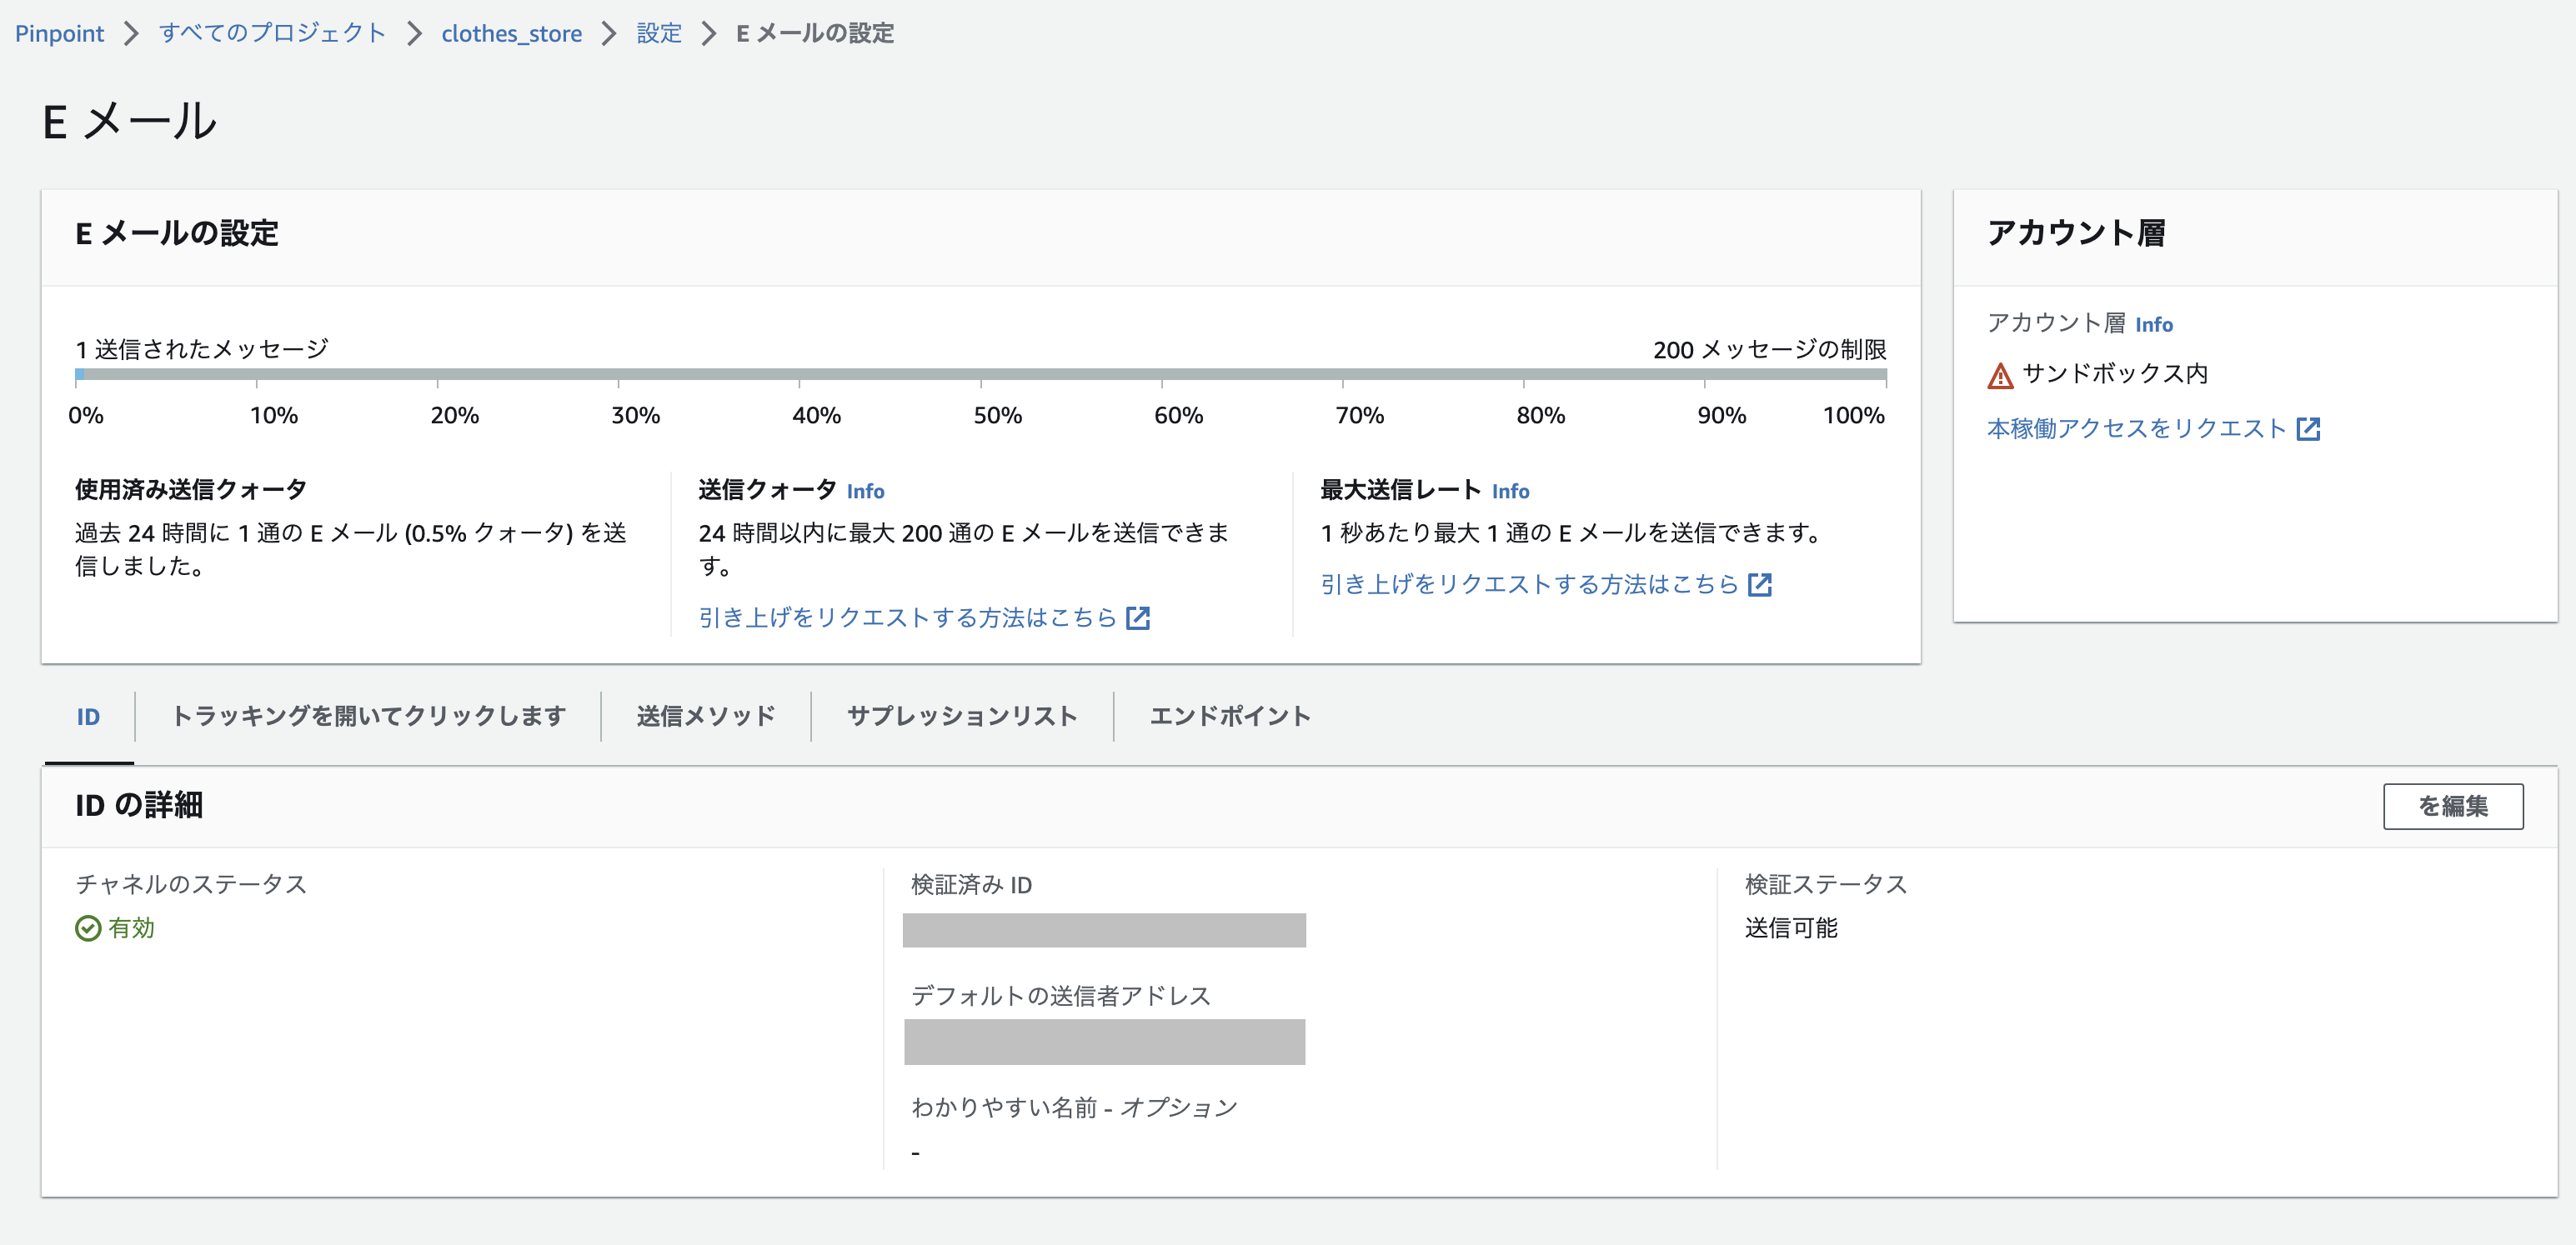 Pinpoint > すべてのプロジェクト > clothes_store > 設定 > E メールの設定
E メール
E メールの設定
1 送信されたメッセージ
200 メッセージの制限
0% 10% 20% 30% 40% 50% 60% 70% 80% 90% 100%
使用済み送信クォータ
過去 24 時間に 1 通の E メール (0.5% クォータ) を送
信しました。
送信クォータ Info
24 時間以内に最大 200 通の E メールを送信できま
す。
引き上げをリクエストする方法はこちら
最大送信レート Info
1 秒あたり最大 1 通の E メールを送信できます。
引き上げをリクエストする方法はこちら
アカウント層
アカウント層 Info
サンドボックス内
本稼働アクセスをリクエスト
ID
トラッキングを開いてクリックします
送信メソッド
サプレッションリスト
エンドポイント
ID の詳細
を編集
チャネルのステータス
有効
検証済み ID
デフォルトの送信者アドレス
わかりやすい名前 - オプション
-
検証ステータス
送信可能